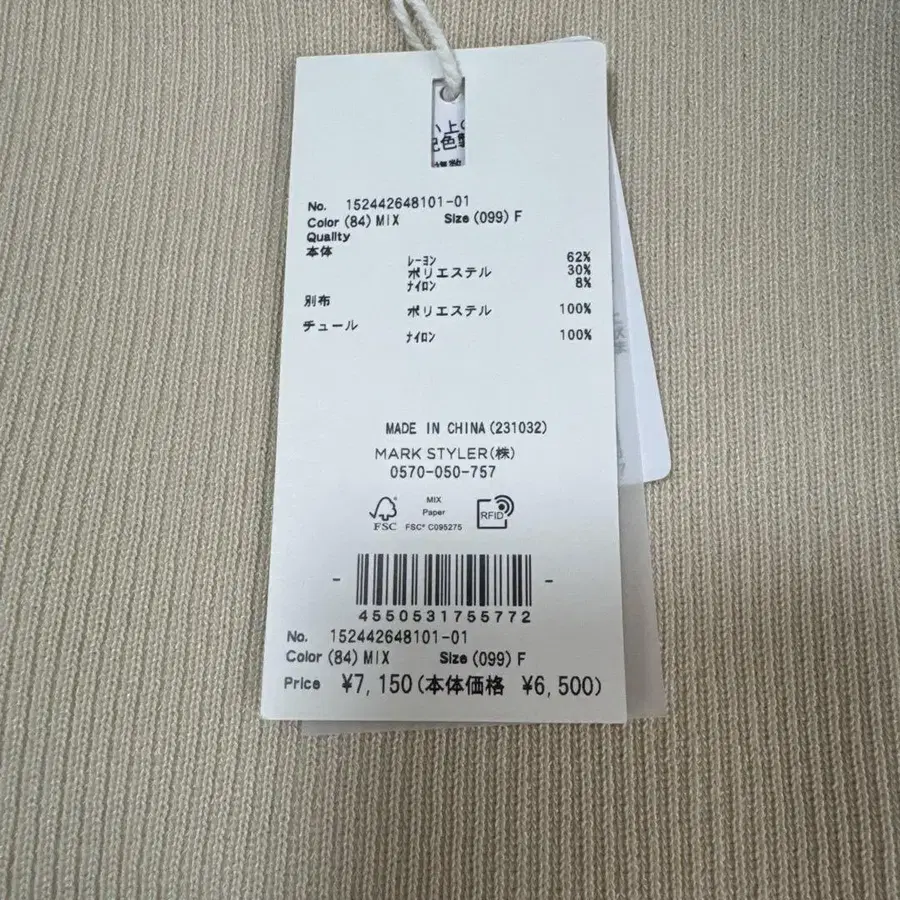 No. 152442648101-01
Color (84) MIX Size (099) F
Quality
本体
ﾚｰﾖﾝ 62%
ポリエステル 30%
ﾅｲﾛﾝ 8%
別布
ポリエステル 100%
チュール
ﾅｲﾛﾝ 100%
MADE IN CHINA (231032)
MARK STYLER(株)
0570-050-757
FSC
MIX
Paper
FSC® C095275
RFID
4550531755772
No. 152442648101-01
Color (84) MIX Size (099) F
Price ¥7,150(本体価格 ¥6,500)